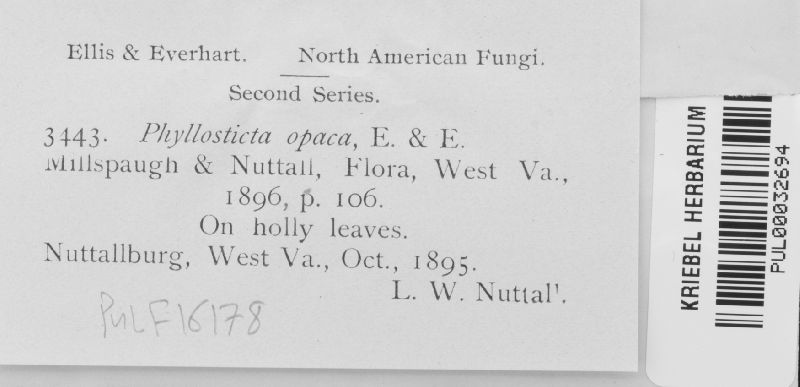 Ellis & Everhart. North American Fungi.
Second Series.
3443. Phyllosticta opaca, E. & E.
Millspaugh & Nuttall, Flora, West Va.,
1896, p. 106.
On holly leaves.
Nuttallburg, West Va., Oct., 1895.
L. W. Nuttal'.
PULF16178
KRIEBEL HERBARIUM
PUL00032694